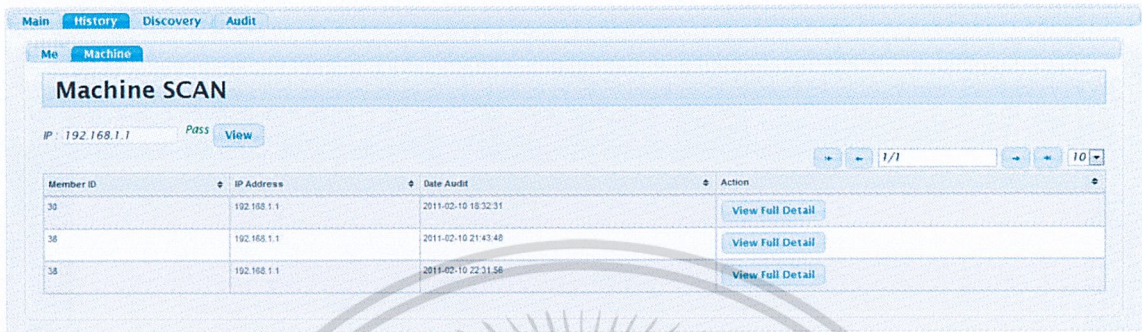 Main History Discovery Audit
Me Machine
Machine SCAN
IP : 192.168.1.1 Pass View
1/1 10
Member ID IP Address Date Audit Action
30 192.168.1.1 2011-02-10 18:32:31 View Full Detail
38 192.168.1.1 2011-02-10 21:43:48 View Full Detail
38 192.168.1.1 2011-02-10 22:31:56 View Full Detail